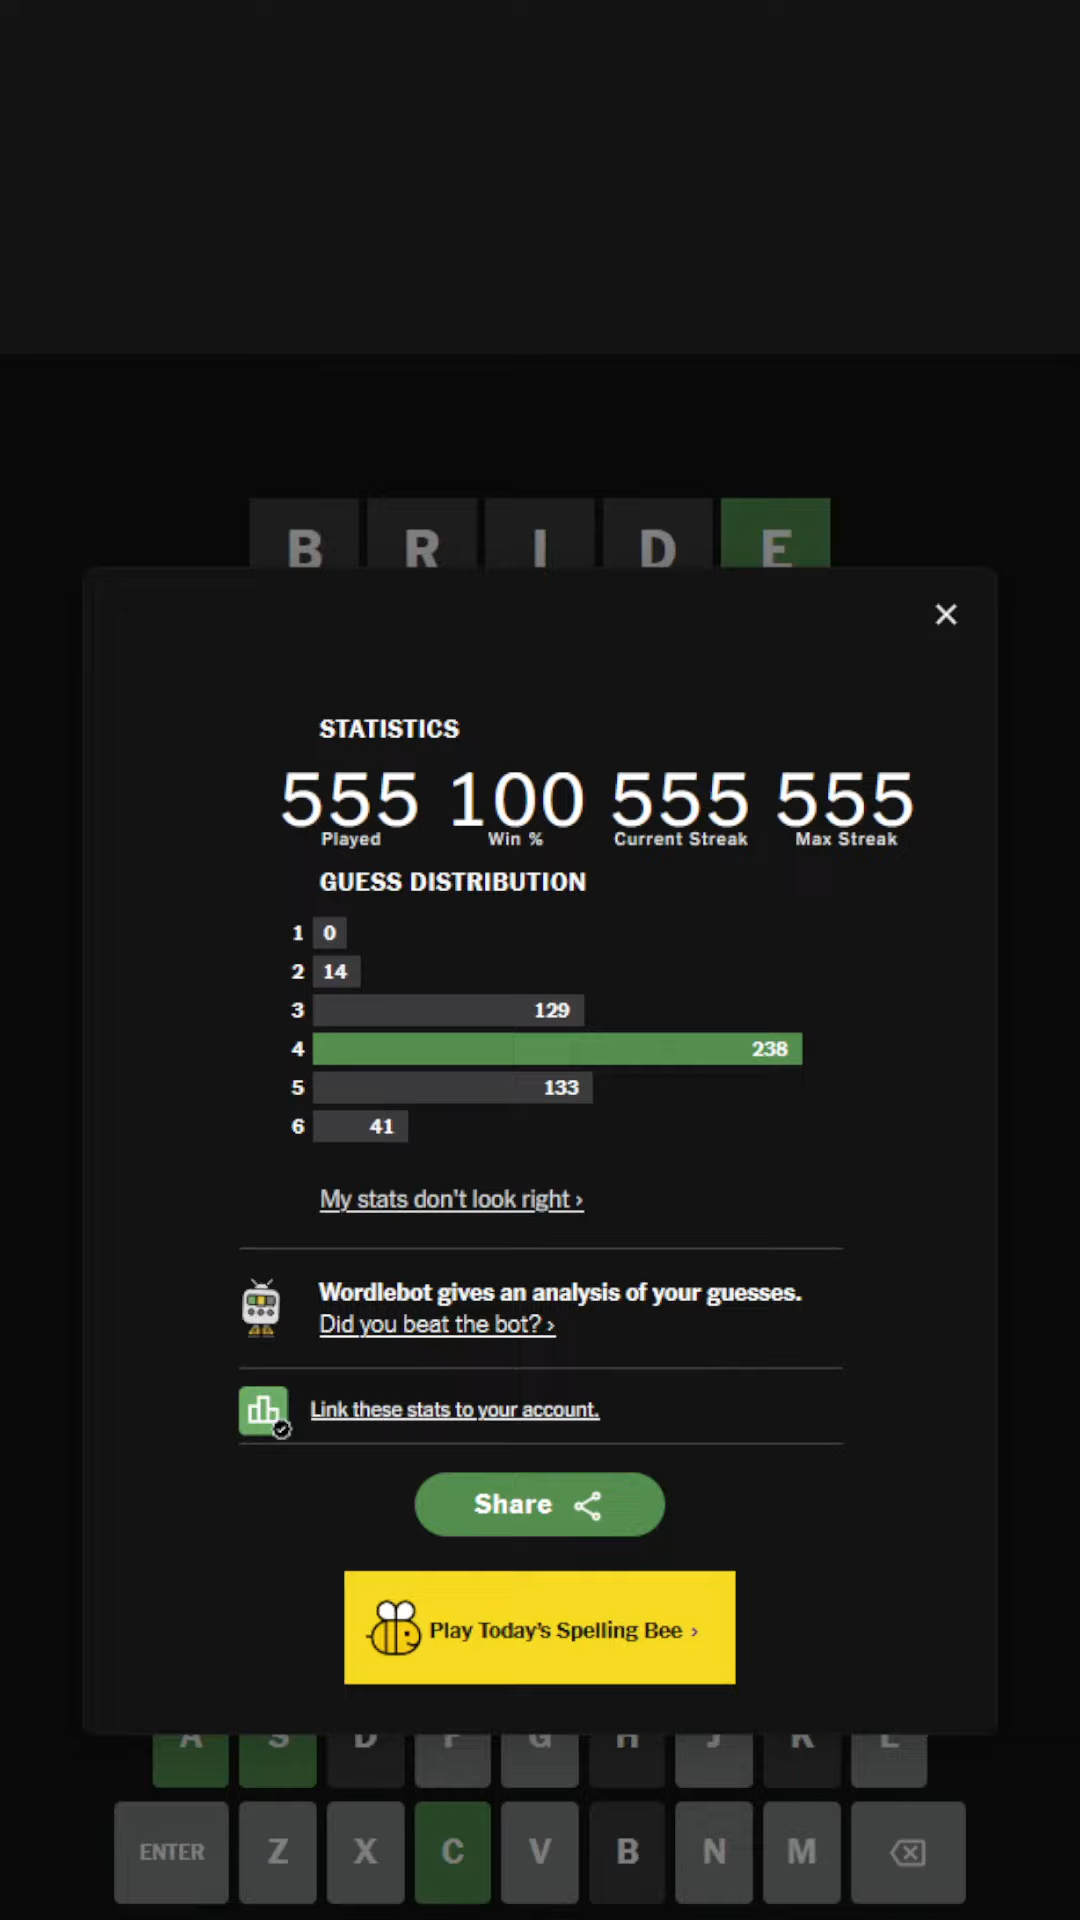 B R I D E
STATISTICS
555 100 555 555
Played Win % Current Streak Max Streak
GUESS DISTRIBUTION
1 0
2 14
3 129
4 238
5 133
6 41
My stats don't look right ›
Wordlebot gives an analysis of your guesses.
Did you beat the bot? ›
Link these stats to your account.
Share
Play Today's Spelling Bee ›
A S D F G H J K L
ENTER Z X C V B N M